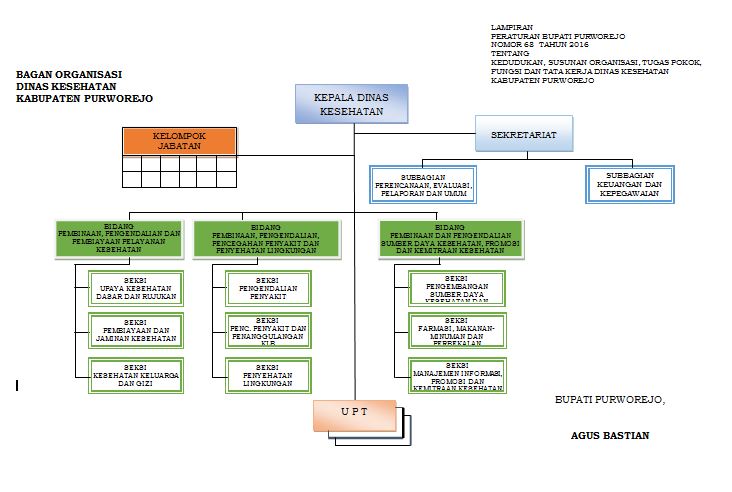 LAMPIRAN
PERATURAN BUPATI PURWOREJO
NOMOR 68 TAHUN 2016
TENTANG
KEDUDUKAN, SUSUNAN ORGANISASI, TUGAS POKOK,
FUNGSI DAN TATA KERJA DINAS KESEHATAN
KABUPATEN PURWOREJO
BAGAN ORGANISASI
DINAS KESEHATAN
KABUPATEN PURWOREJO
KEPALA DINAS
KESEHATAN
KELOMPOK
JABATAN
SEKRETARIAT
SUBBAGIAN
PERENCANAAN, EVALUASI,
PELAPORAN DAN UMUM
SUBBAGIAN
KEUANGAN DAN
KEPEGAWAIAN
BIDANG
PEMBINAAN, PENGENDALIAN DAN
PEMBIAYAAN PELAYANAN
KESEHATAN
BIDANG
PEMBINAAN, PENGENDALIAN,
PENCEGAHAN PENYAKIT DAN
PENYEHATAN LINGKUNGAN
BIDANG
PEMBINAAN DAN PENGENDALIAN
SUMBER DAYA KESEHATAN, PROMOSI
DAN KEMITRAAN KESEHATAN
SEKSI
UPAYA KESEHATAN
DASAR DAN RUJUKAN
SEKSI
PENGENDALIAN
PENYAKIT
SEKSI
PENGEMBANGAN
SUMBER DAYA
KESEHATAN DAN
SEKSI
PEMBIAYAAN DAN
JAMINAN KESEHATAN
SEKSI
PENC. PENYAKIT DAN
PENANGGULANGAN
KLB
SEKSI
FARMASI, MAKANAN-
MINUMAN DAN
PERBEKALAN
SEKSI
KESEHATAN KELUARGA
DAN GIZI
SEKSI
PENYEHATAN
LINGKUNGAN
SEKSI
MANAJEMEN INFORMASI,
PROMOSI DAN
KEMITRAAN KESEHATAN
U P T
BUPATI PURWOREJO,
AGUS BASTIAN